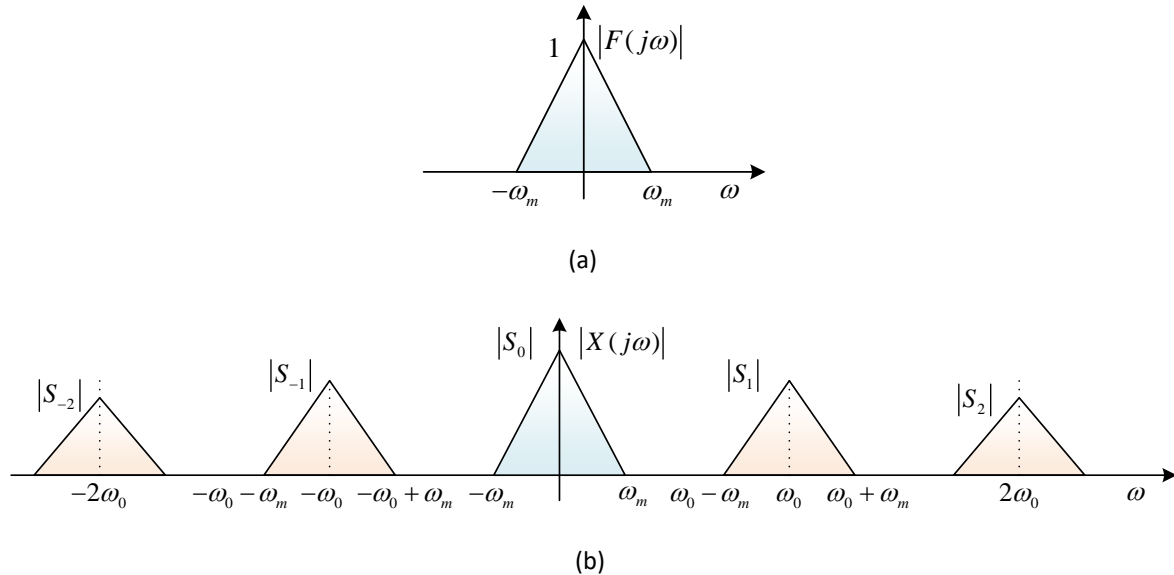 1 |F(jω)|
−ω_m ω_m ω
(a)
|S_{−2}| |S_{−1}| |S_0| |X(jω)| |S_1| |S_2|
−2ω_0 −ω_0−ω_m −ω_0 −ω_0+ω_m −ω_m ω_m ω_0−ω_m ω_0 ω_0+ω_m 2ω_0 ω
(b)